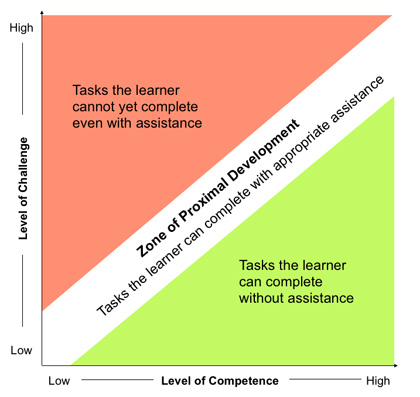 High
Level of Challenge
Low
Tasks the learner
cannot yet complete
even with assistance
Zone of Proximal Development
Tasks the learner can complete with appropriate assistance
Tasks the learner
can complete
without assistance
Low
Level of Competence
High